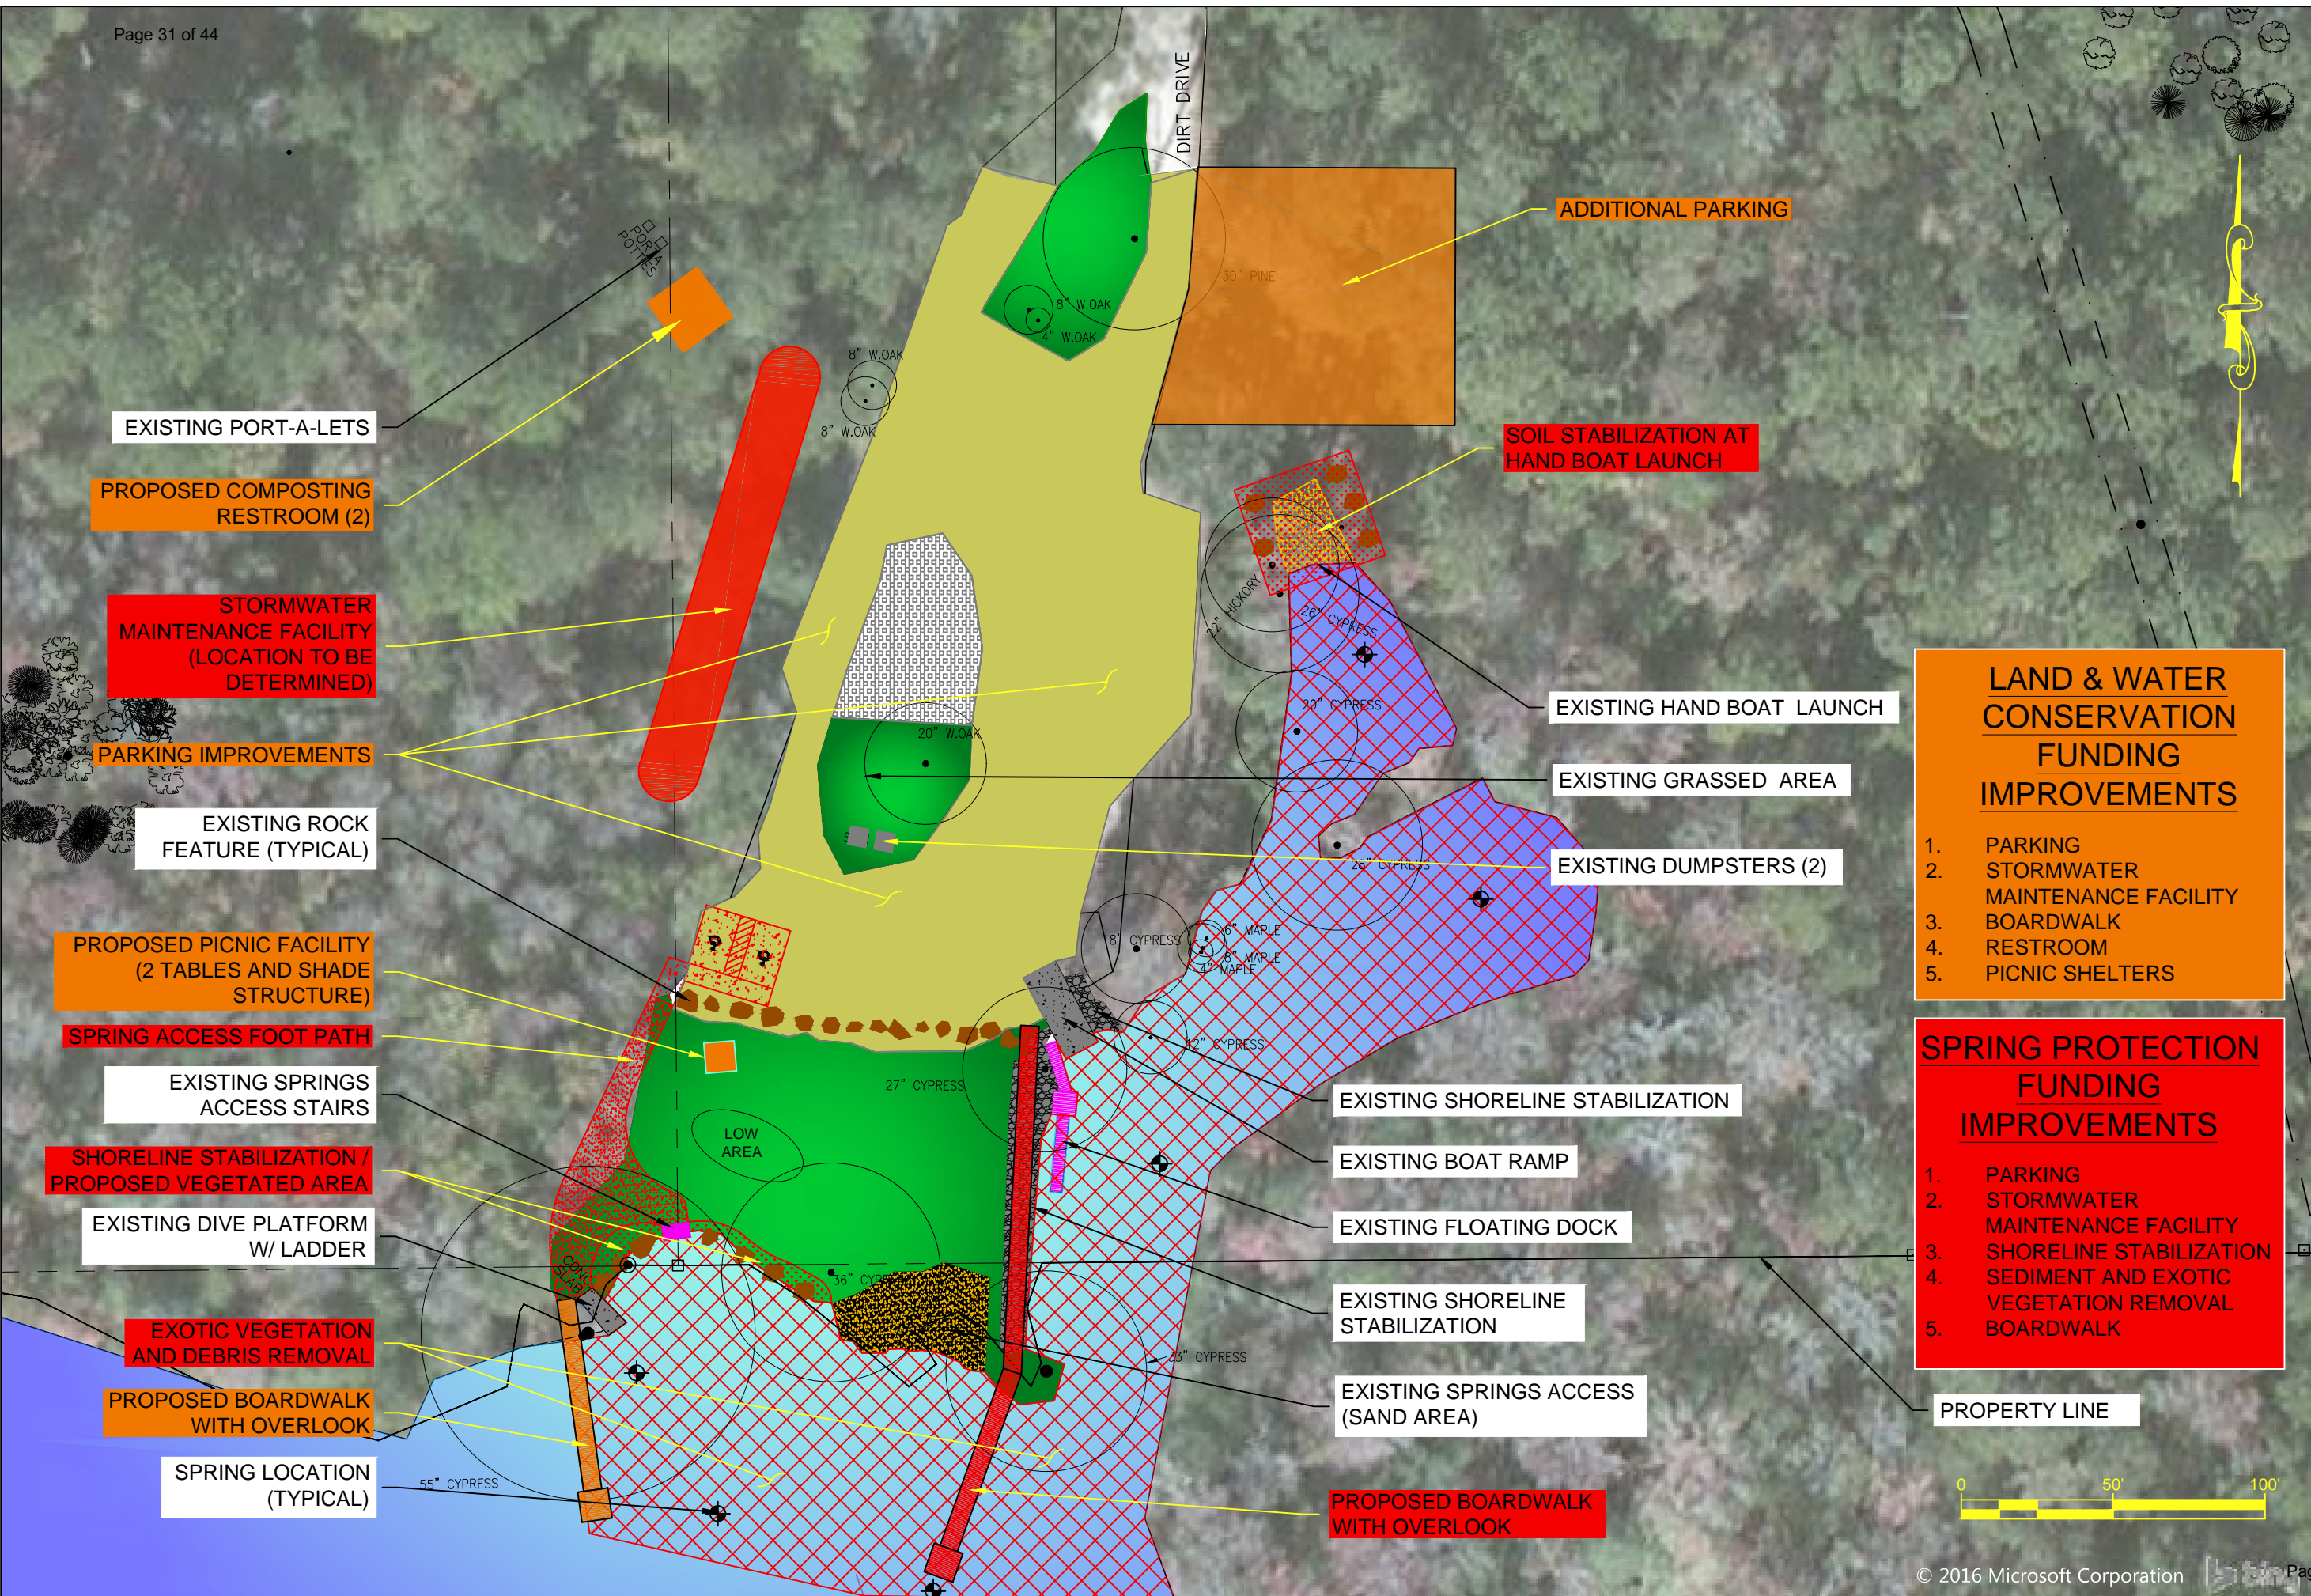 Page 31 of 44
DIRT DRIVE
ADDITIONAL PARKING
30" PINE
PORTA
POTTIES
8" W.OAK
4" W.OAK
8" W.OAK
8" W.OAK
EXISTING PORT-A-LETS
PROPOSED COMPOSTING
RESTROOM (2)
SOIL STABILIZATION AT
HAND BOAT LAUNCH
STORMWATER
MAINTENANCE FACILITY
(LOCATION TO BE
DETERMINED)
22" HICKORY
26" CYPRESS
20" CYPRESS
EXISTING HAND BOAT LAUNCH
PARKING IMPROVEMENTS
20" W.OAK
EXISTING GRASSED AREA
EXISTING ROCK
FEATURE (TYPICAL)
28" CYPRESS
EXISTING DUMPSTERS (2)
LAND & WATER
CONSERVATION
FUNDING
IMPROVEMENTS
1. PARKING
2. STORMWATER
MAINTENANCE FACILITY
3. BOARDWALK
4. RESTROOM
5. PICNIC SHELTERS
PROPOSED PICNIC FACILITY
(2 TABLES AND SHADE
STRUCTURE)
18" CYPRESS
6" MAPLE
8" MAPLE
4" MAPLE
SPRING ACCESS FOOT PATH
12" CYPRESS
27" CYPRESS
EXISTING SPRINGS
ACCESS STAIRS
EXISTING SHORELINE STABILIZATION
LOW
AREA
EXISTING BOAT RAMP
SHORELINE STABILIZATION /
PROPOSED VEGETATED AREA
EXISTING DIVE PLATFORM
W/ LADDER
EXISTING FLOATING DOCK
SPRING PROTECTION
FUNDING
IMPROVEMENTS
1. PARKING
2. STORMWATER
MAINTENANCE FACILITY
3. SHORELINE STABILIZATION
4. SEDIMENT AND EXOTIC
VEGETATION REMOVAL
5. BOARDWALK
CONC
SLAB
36" CYPRESS
EXISTING SHORELINE
STABILIZATION
EXOTIC VEGETATION
AND DEBRIS REMOVAL
33" CYPRESS
PROPOSED BOARDWALK
WITH OVERLOOK
EXISTING SPRINGS ACCESS
(SAND AREA)
PROPERTY LINE
SPRING LOCATION
(TYPICAL)
55" CYPRESS
PROPOSED BOARDWALK
WITH OVERLOOK
0 50' 100'
© 2016 Microsoft Corporation